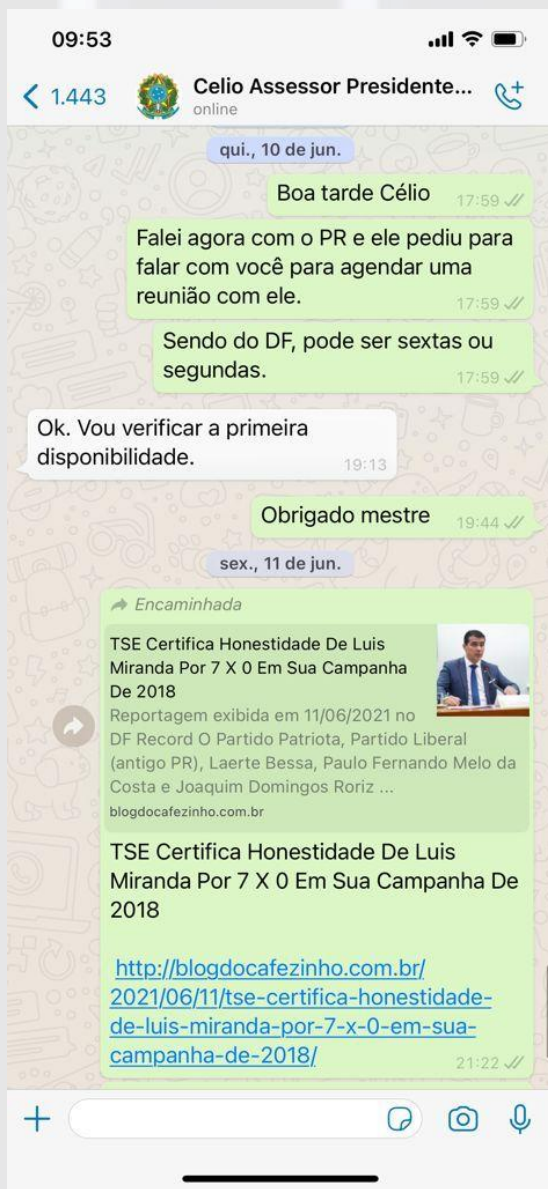 09:53
1.443
Celio Assessor Presidente...
online
qui., 10 de jun.
Boa tarde Célio 17:59
Falei agora com o PR e ele pediu para
falar com você para agendar uma
reunião com ele. 17:59
Sendo do DF, pode ser sextas ou
segundas. 17:59
Ok. Vou verificar a primeira
disponibilidade. 19:13
Obrigado mestre 19:44
sex., 11 de jun.
Encaminhada
TSE Certifica Honestidade De Luis
Miranda Por 7 X 0 Em Sua Campanha
De 2018
Reportagem exibida em 11/06/2021 no
DF Record O Partido Patriota, Partido Liberal
(antigo PR), Laerte Bessa, Paulo Fernando Melo da
Costa e Joaquim Domingos Roriz ...
blogdocafezinho.com.br
TSE Certifica Honestidade De Luis
Miranda Por 7 X 0 Em Sua Campanha De
2018
http://blogdocafezinho.com.br/
2021/06/11/tse-certifica-honestidade-
de-luis-miranda-por-7-x-0-em-sua-
campanha-de-2018/ 21:22